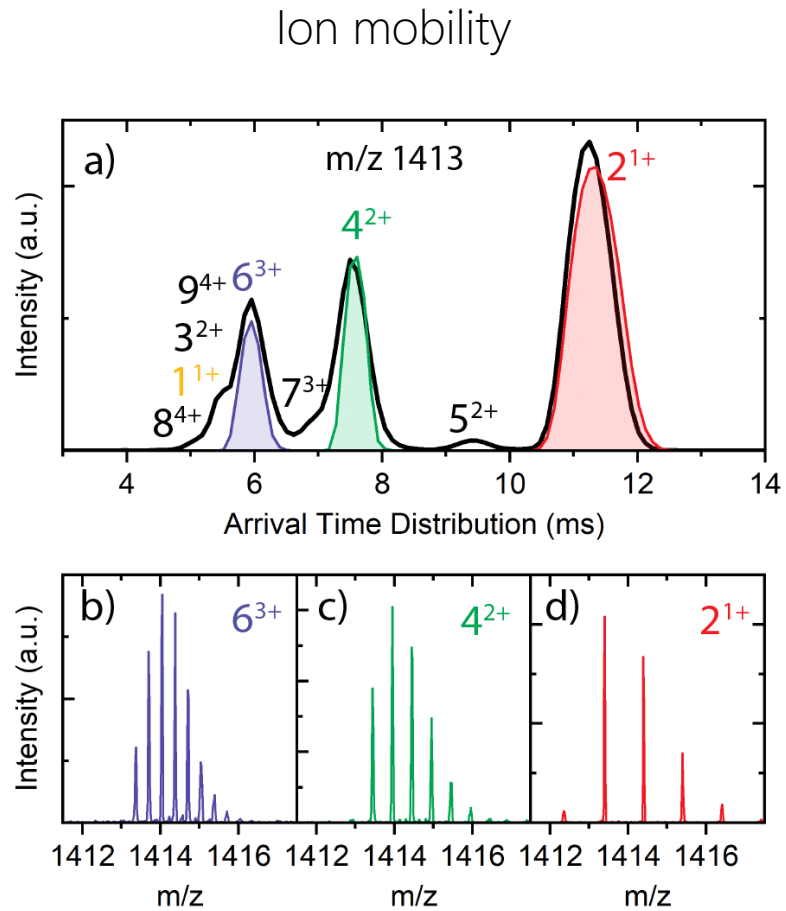 Ion mobility
a)
m/z 1413
2¹⁺
4²⁺
9⁴⁺ 6³⁺
3²⁺
1¹⁺
8⁴⁺
7³⁺
5²⁺
Intensity (a.u.)
4 6 8 10 12 14
Arrival Time Distribution (ms)
b) 6³⁺
c) 4²⁺
d) 2¹⁺
Intensity (a.u.)
1412 1414 1416 1412 1414 1416 1412 1414 1416
m/z m/z m/z